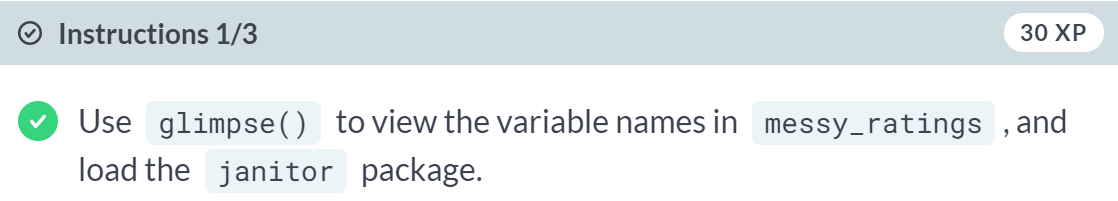 Instructions 1/3
30 XP
Use glimpse() to view the variable names in messy_ratings , and
load the janitor package.